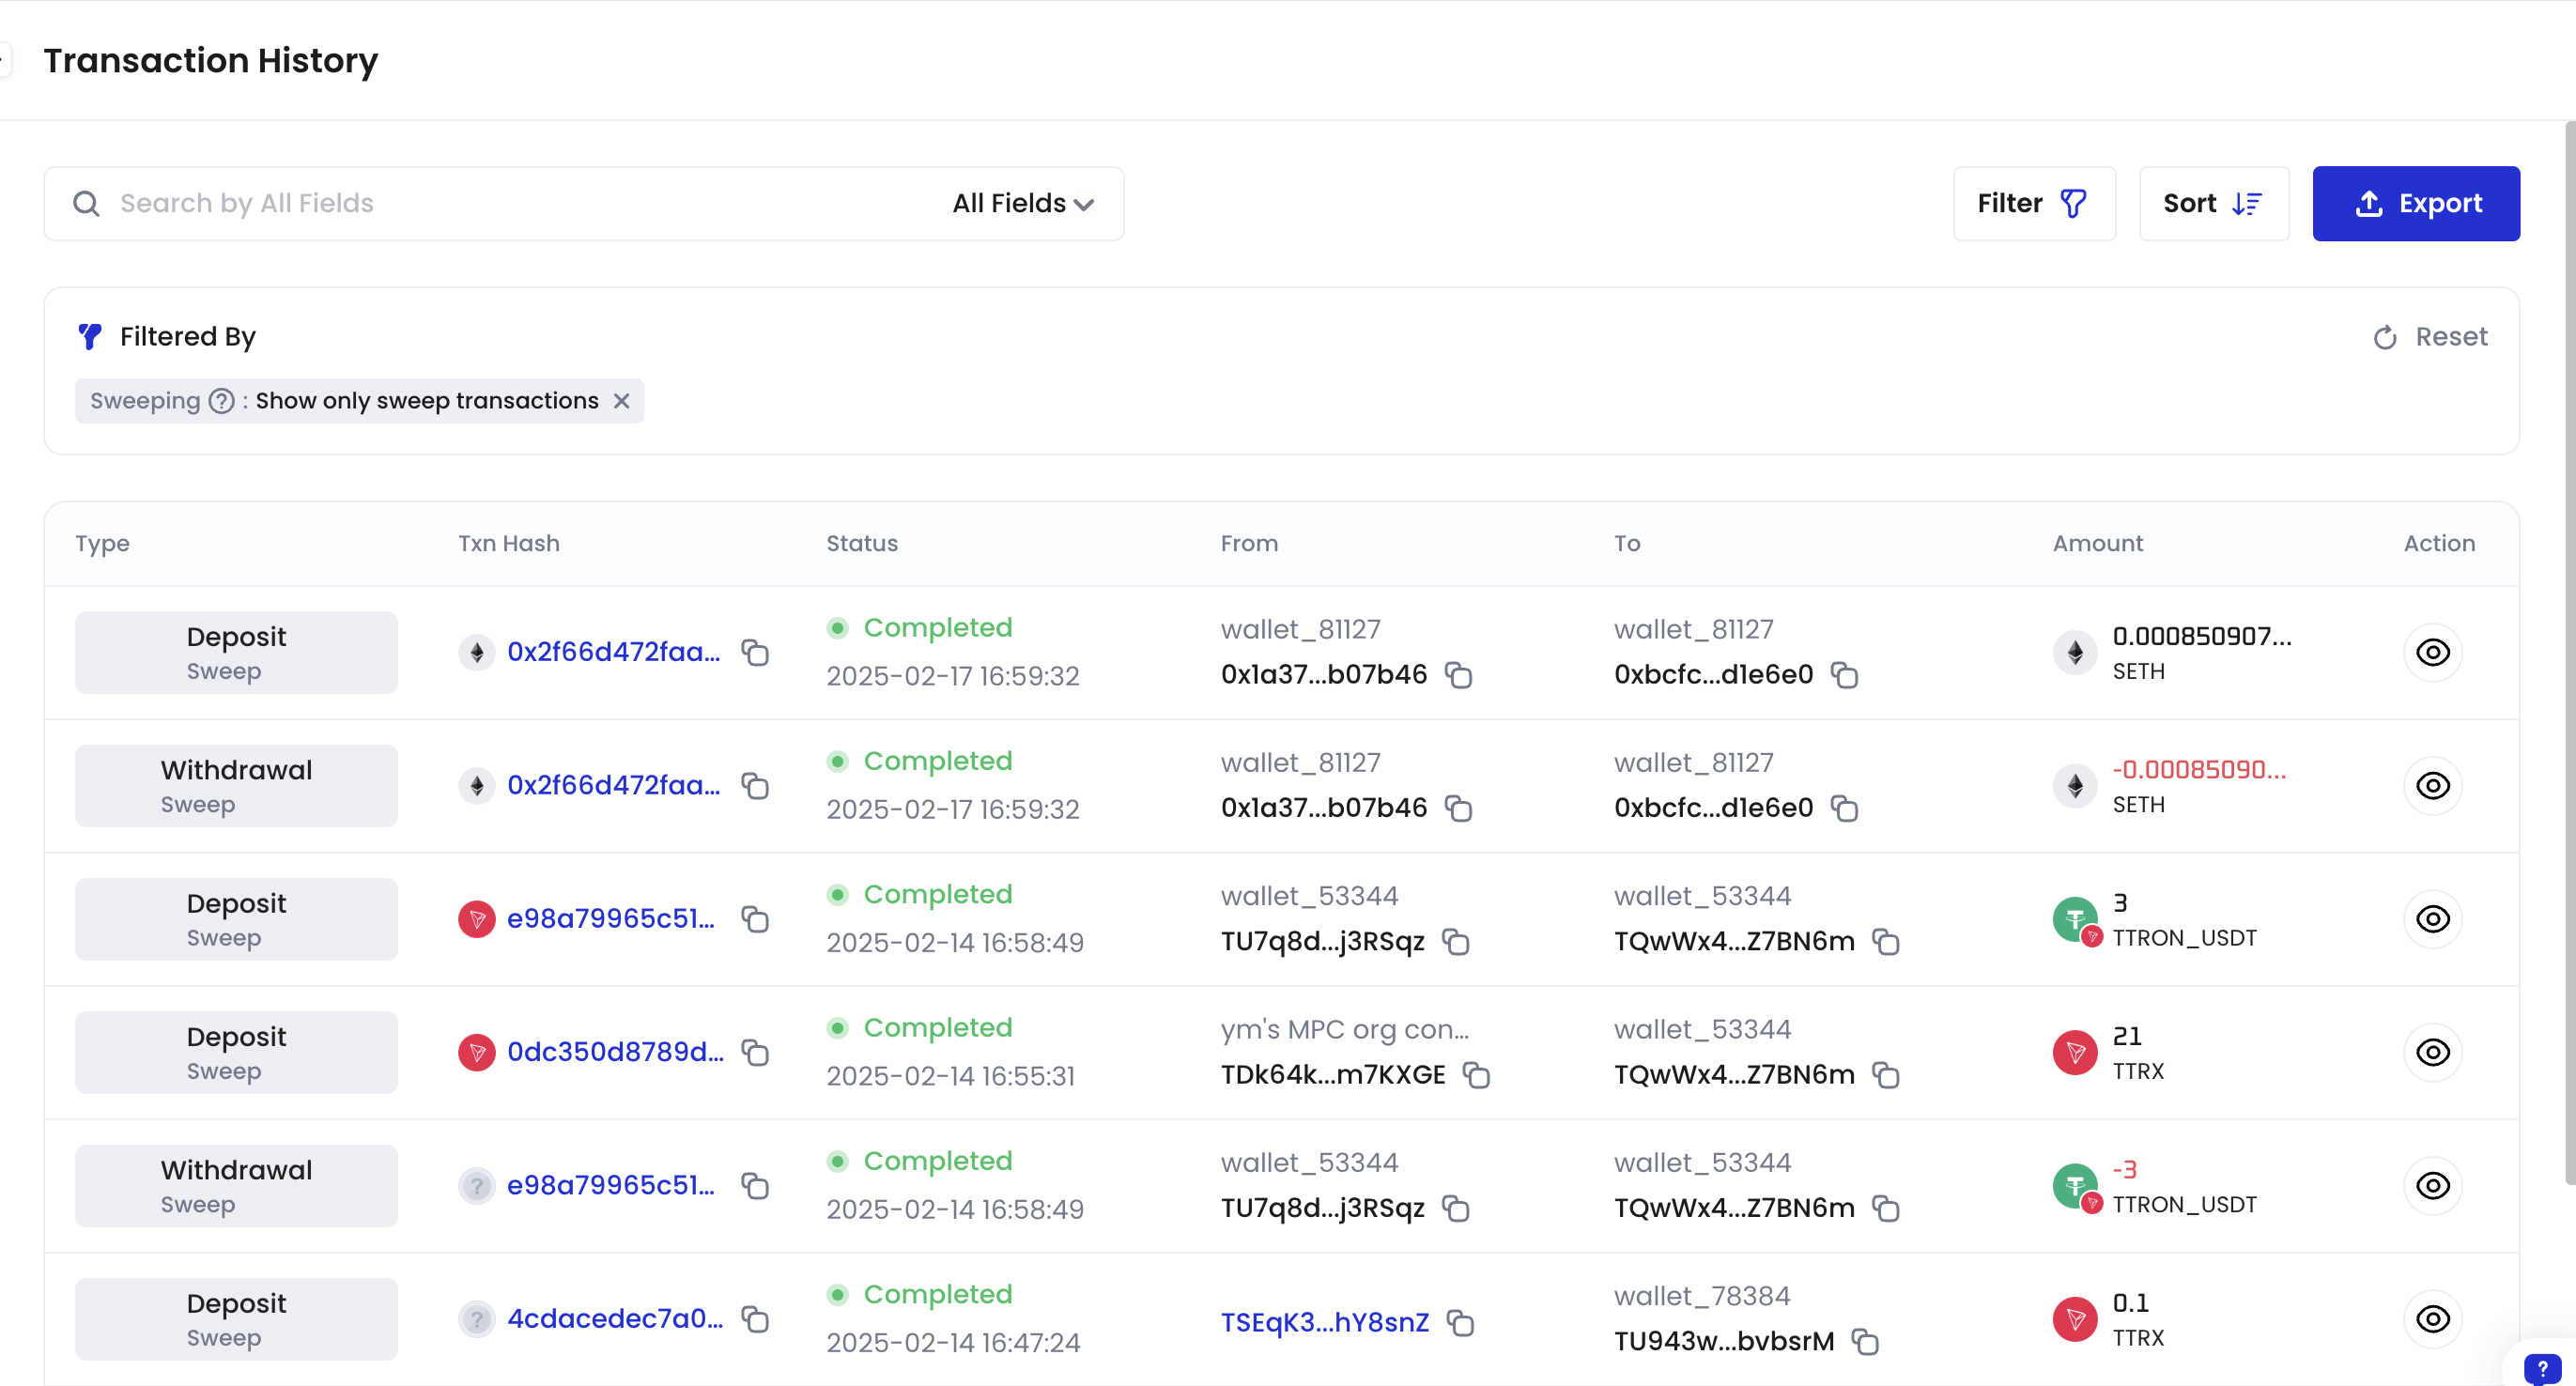 Transaction History
Search by All Fields
All Fields
Filter
Sort
Export
Filtered By
Reset
Sweeping ? : Show only sweep transactions
Type Txn Hash Status From To Amount Action
Deposit
Sweep
0x2f66d472faa...
Completed
2025-02-17 16:59:32
wallet_81127
0x1a37...b07b46
wallet_81127
0xbcfc...d1e6e0
0.000850907...
SETH
Withdrawal
Sweep
0x2f66d472faa...
Completed
2025-02-17 16:59:32
wallet_81127
0x1a37...b07b46
wallet_81127
0xbcfc...d1e6e0
-0.00085090...
SETH
Deposit
Sweep
e98a79965c51...
Completed
2025-02-14 16:58:49
wallet_53344
TU7q8d...j3RSqz
wallet_53344
TQwWx4...Z7BN6m
3
TTRON_USDT
Deposit
Sweep
0dc350d8789d...
Completed
2025-02-14 16:55:31
ym's MPC org con...
TDk64k...m7KXGE
wallet_53344
TQwWx4...Z7BN6m
21
TTRX
Withdrawal
Sweep
?
e98a79965c51...
Completed
2025-02-14 16:58:49
wallet_53344
TU7q8d...j3RSqz
wallet_53344
TQwWx4...Z7BN6m
-3
TTRON_USDT
Deposit
Sweep
?
4cdacedec7a0...
Completed
2025-02-14 16:47:24
TSEqK3...hY8snZ
wallet_78384
TU943w...bvbsrM
0.1
TTRX
?